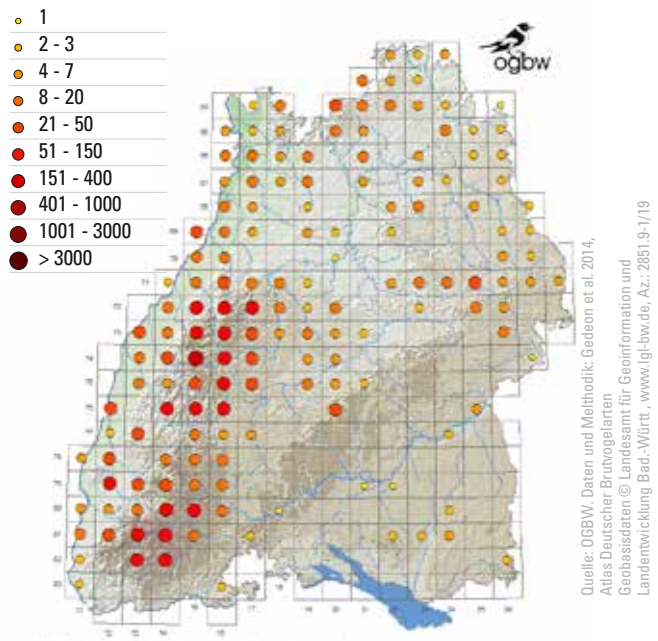 1
2 - 3
4 - 7
8 - 20
21 - 50
51 - 150
151 - 400
401 - 1000
1001 - 3000
> 3000
ogbw
Quelle: OGBW. Daten und Melthodik: Gedeon et al. 2014,
Atlas Deutscher Brutvogelarten
Geobasisdaten © Landesamt für Geoinformation und
Landentwicklung Bad.-Württ , www.lgl-bw.de, Az.: 2851.9-1/19